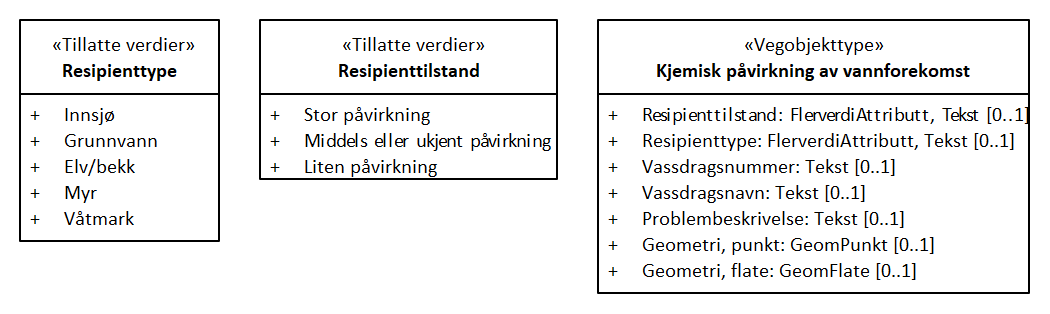 «Tillatte verdier»
Resipienttype
+ Innsjø
+ Grunnvann
+ Elv/bekk
+ Myr
+ Våtmark
«Tillatte verdier»
Resipienttilstand
+ Stor påvirkning
+ Middels eller ukjent påvirkning
+ Liten påvirkning
«Vegobjekttype»
Kjemisk påvirkning av vannforekomst
+ Resipienttilstand: FlerverdiAttributt, Tekst [0..1]
+ Resipienttype: FlerverdiAttributt, Tekst [0..1]
+ Vassdragsnummer: Tekst [0..1]
+ Vassdragsnavn: Tekst [0..1]
+ Problembeskrivelse: Tekst [0..1]
+ Geometri, punkt: GeomPunkt [0..1]
+ Geometri, flate: GeomFlate [0..1]